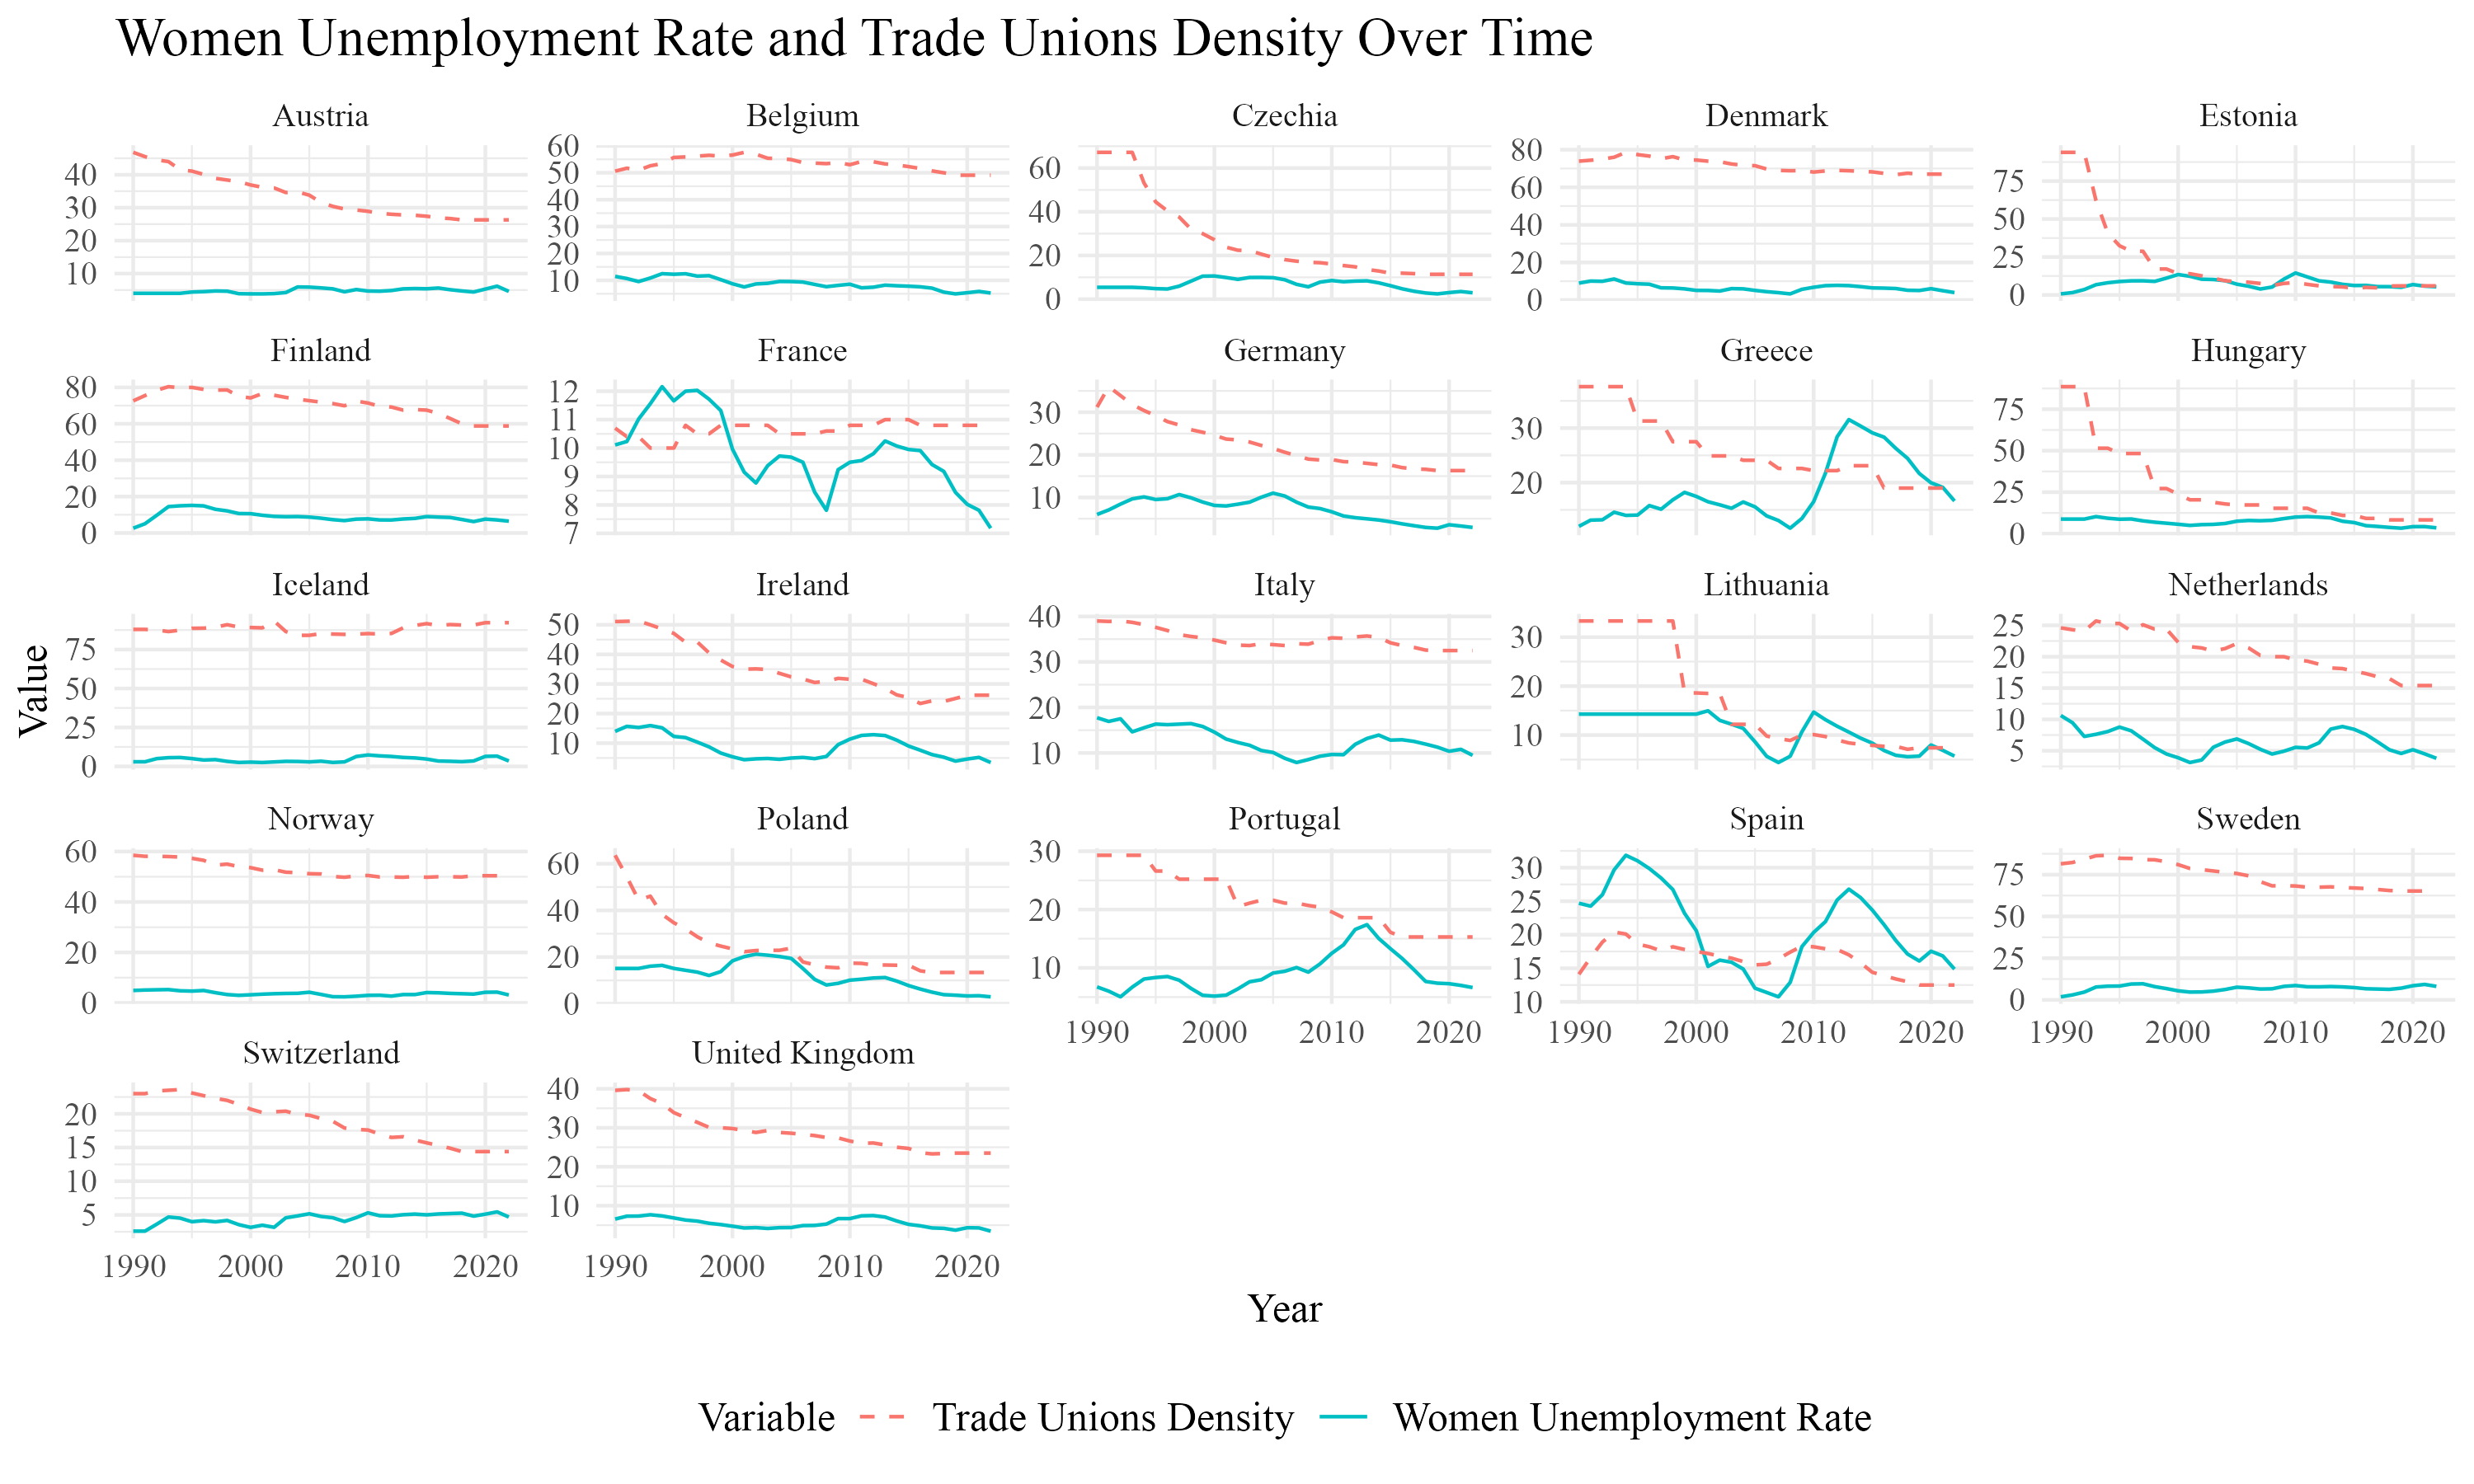 Women Unemployment Rate and Trade Unions Density Over Time
Austria Belgium Czechia Denmark Estonia
40 30 20 10
60 50 40 30 20 10
60 40 20 0
80 60 40 20 0
75 50 25 0
Finland France Germany Greece Hungary
80 60 40 20 0
12 11 10 9 8 7
30 20 10
30 20
75 50 25 0
Iceland Ireland Italy Lithuania Netherlands
75 50 25 0
50 40 30 20 10
40 30 20 10
30 20 10
25 20 15 10 5
Value
Norway Poland Portugal Spain Sweden
60 40 20 0
60 40 20 0
30 20 10
30 25 20 15 10
75 50 25 0
1990 2000 2010 2020 1990 2000 2010 2020 1990 2000 2010 2020
Switzerland United Kingdom
20 15 10 5
40 30 20 10
1990 2000 2010 2020 1990 2000 2010 2020
Year
Variable Trade Unions Density Women Unemployment Rate